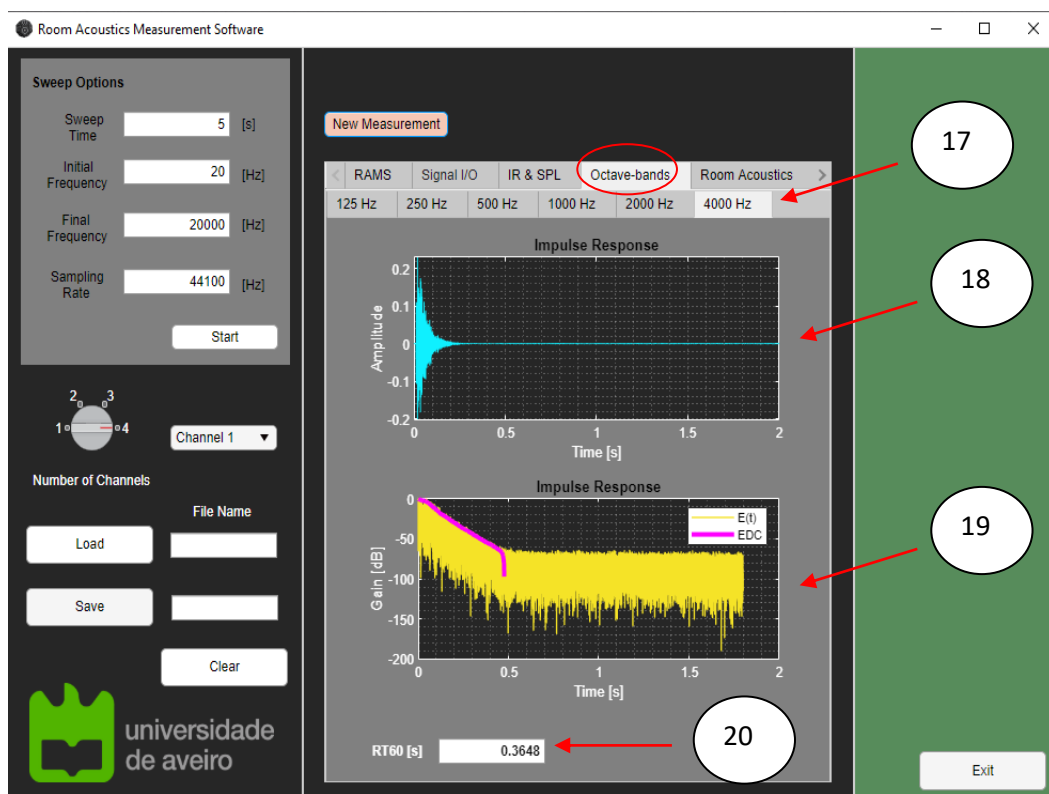 Room Acoustics Measurement Software
Sweep Options
Sweep
Time
5
[s]
Initial
Frequency
20
[Hz]
Final
Frequency
20000
[Hz]
Sampling
Rate
44100
[Hz]
Start
1
2
3
4
Channel 1
Number of Channels
File Name
Load
Save
Clear
universidade
de aveiro
New Measurement
RAMS Signal I/O IR & SPL Octave-bands Room Acoustics
125 Hz 250 Hz 500 Hz 1000 Hz 2000 Hz 4000 Hz
Impulse Response
0.2
0.1
0
-0.1
-0.2
Amplitude
0 0.5 1 1.5 2
Time [s]
Impulse Response
0
-50
-100
-150
-200
Gain [dB]
E(t)
EDC
0 0.5 1 1.5 2
Time [s]
RT60 [s] 0.3648
17
18
19
20
Exit